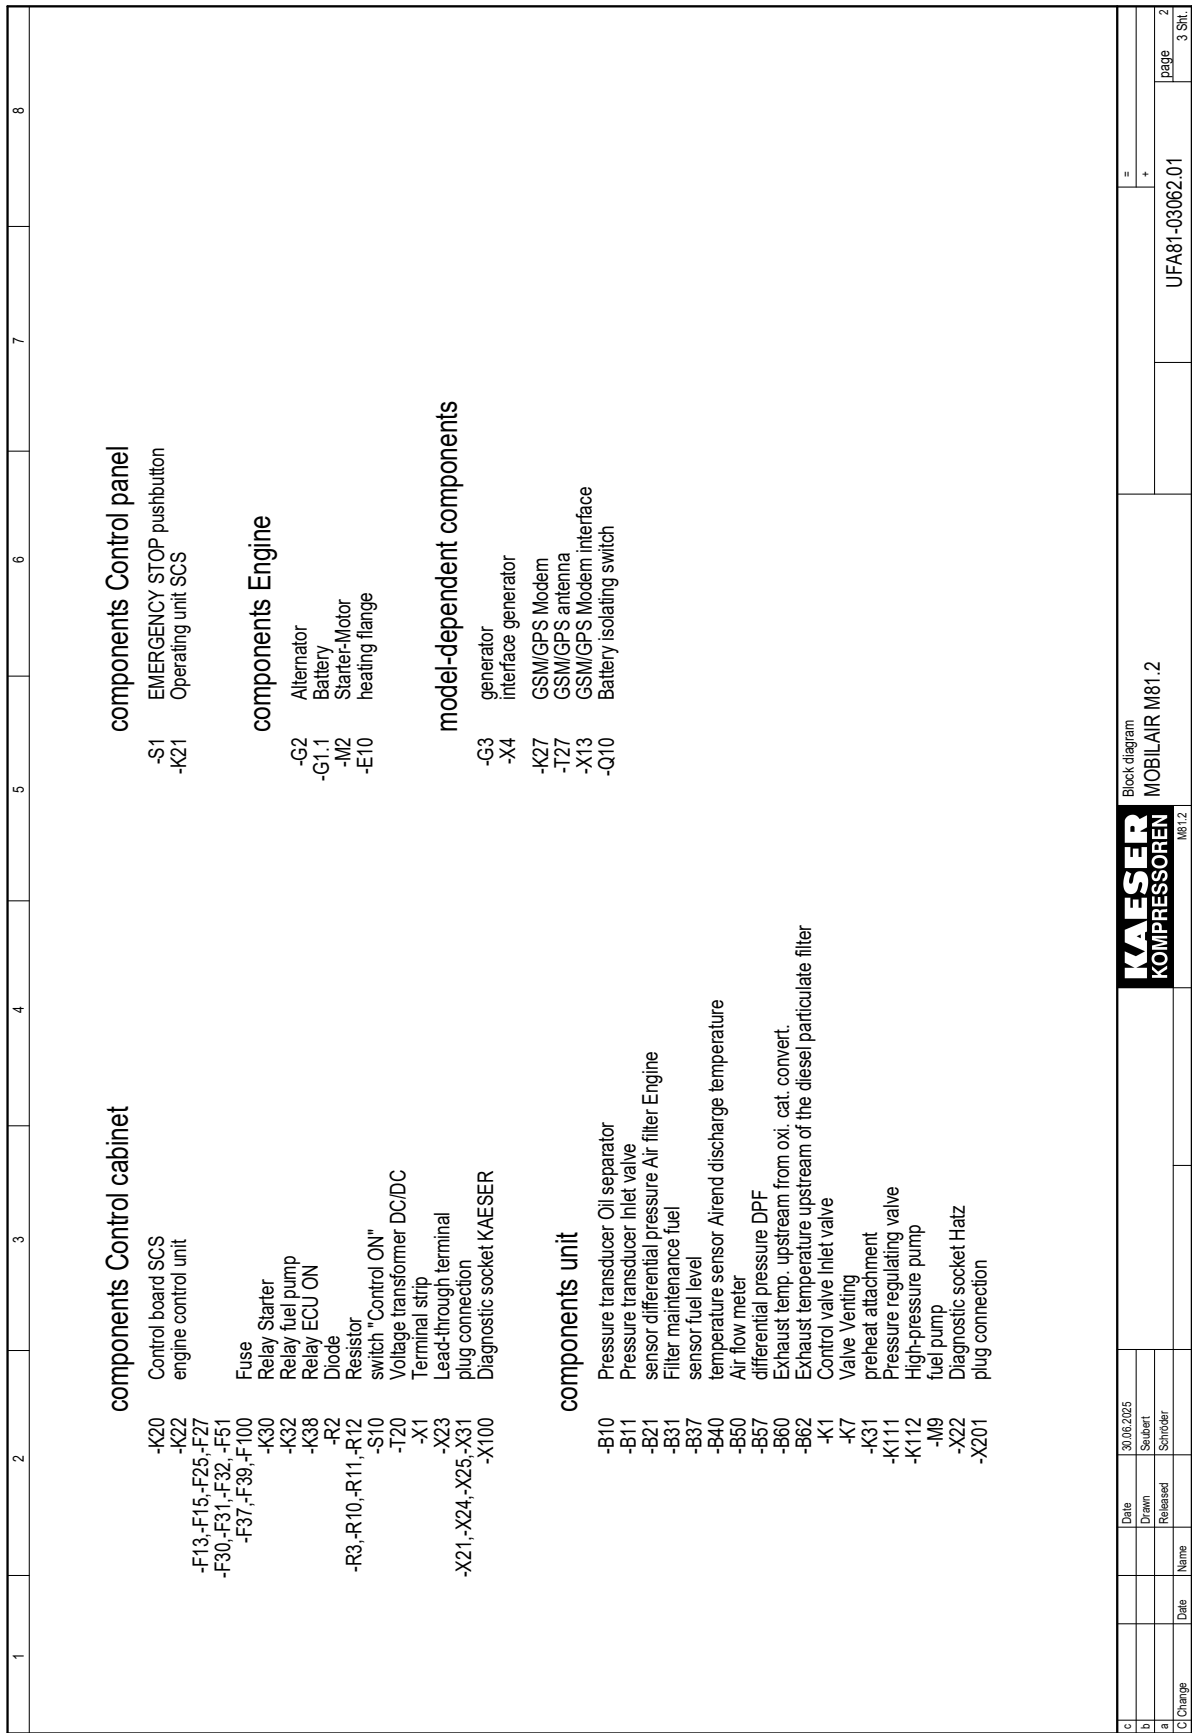 1 2 3 4 5 6 7 8
components Control cabinet
-K20 Control board SCS
-K22 engine control unit
-F13,-F15,-F25,-F27
-F30,-F31,-F32,-F51
-F37,-F39,-F100 Fuse
-K30 Relay Starter
-K32 Relay fuel pump
-K38 Relay ECU ON
-R2 Diode
-R3,-R10,-R11,-R12 Resistor
-S10 switch "Control ON"
-T20 Voltage transformer DC/DC
-X1 Terminal strip
-X23 Lead-through terminal
-X21,-X24,-X25,-X31 plug connection
-X100 Diagnostic socket KAESER
components unit
-B10 Pressure transducer Oil separator
-B11 Pressure transducer Inlet valve
-B21 sensor differential pressure Air filter Engine
-B31 Filter maintenance fuel
-B37 sensor fuel level
-B40 temperature sensor Airend discharge temperature
-B50 Air flow meter
-B57 differential pressure DPF
-B60 Exhaust temp. upstream from oxi. cat. convert.
-B62 Exhaust temperature upstream of the diesel particulate filter
-K1 Control valve Inlet valve
-K7 Valve Venting
-K31 preheat attachment
-K111 Pressure regulating valve
-K112 High-pressure pump
-M9 fuel pump
-X22 Diagnostic socket Hatz
-X201 plug connection
components Control panel
-S1 EMERGENCY STOP pushbutton
-K21 Operating unit SCS
components Engine
-G2 Alternator
-G1.1 Battery
-M2 Starter-Motor
-E10 heating flange
model-dependent components
-G3 generator
-X4 interface generator
-K27 GSM/GPS Modem
-T27 GSM/GPS antenna
-X13 GSM/GPS Modem interface
-Q10 Battery isolating switch
c Date 30.06.2025
b Drawn Seubert
a Released Schröder
C Change Date Name
KAESER
KOMPRESSOREN
M81.2
Block diagram
MOBILAIR M81.2
=
+
UFA81-03062.01
page 2
3 Sht.